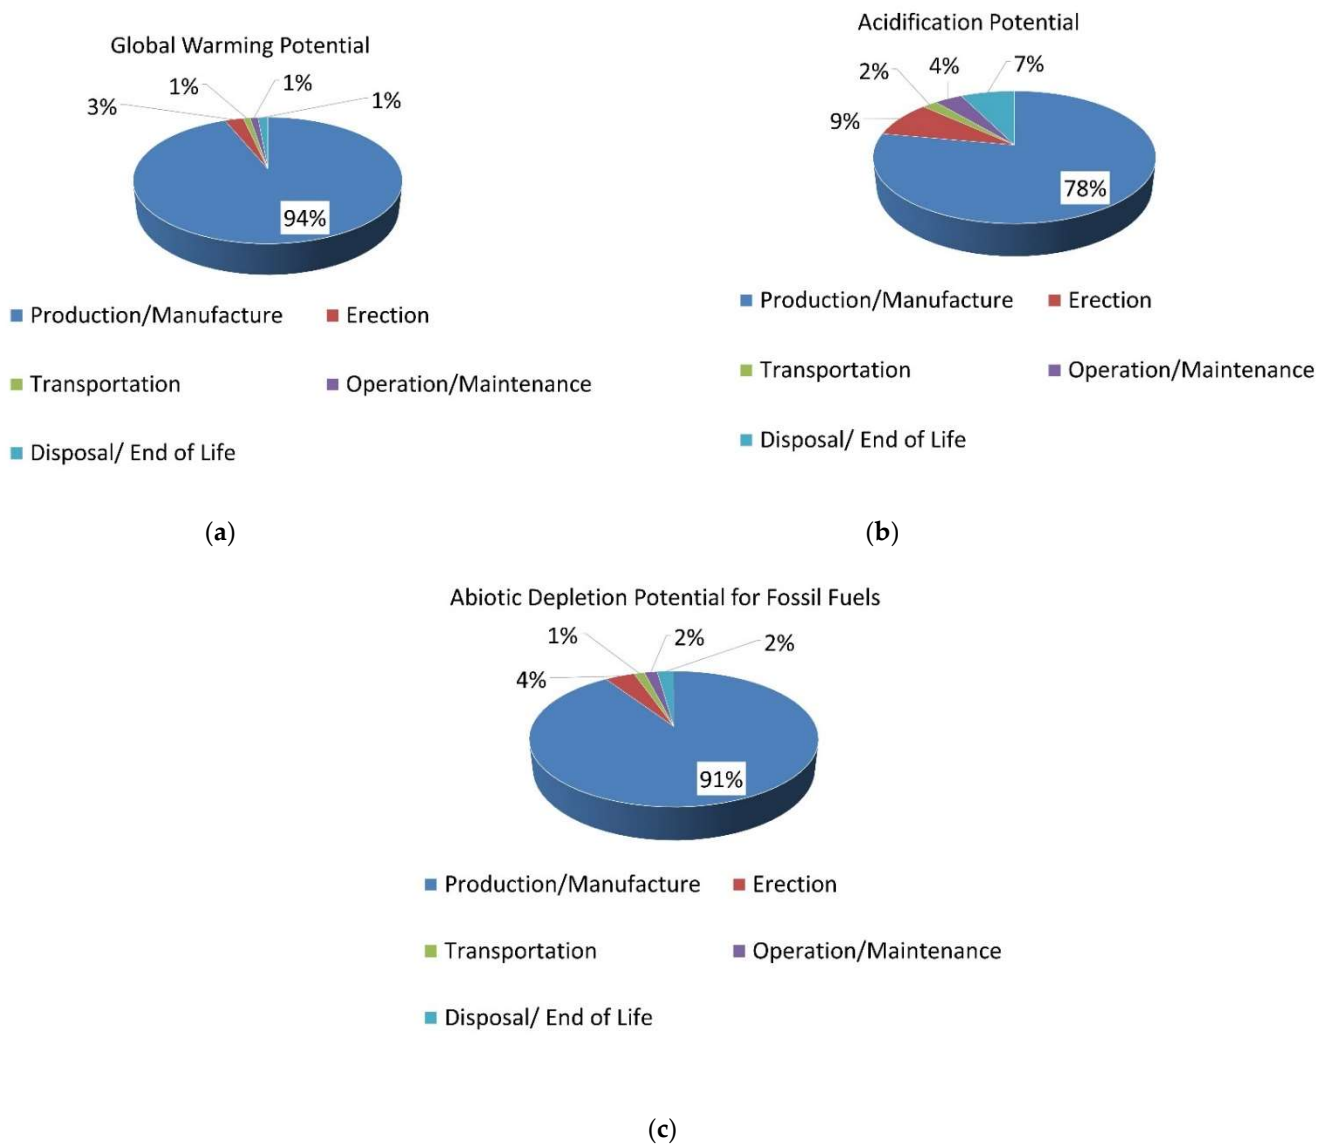 Global Warming Potential
1%
1%
3%
1%
94%
Production/Manufacture
Erection
Transportation
Operation/Maintenance
Disposal/ End of Life
(a)
Acidification Potential
4%
7%
2%
9%
78%
Production/Manufacture
Erection
Transportation
Operation/Maintenance
Disposal/ End of Life
(b)
Abiotic Depletion Potential for Fossil Fuels
1%
2%
2%
4%
91%
Production/Manufacture
Erection
Transportation
Operation/Maintenance
Disposal/ End of Life
(c)